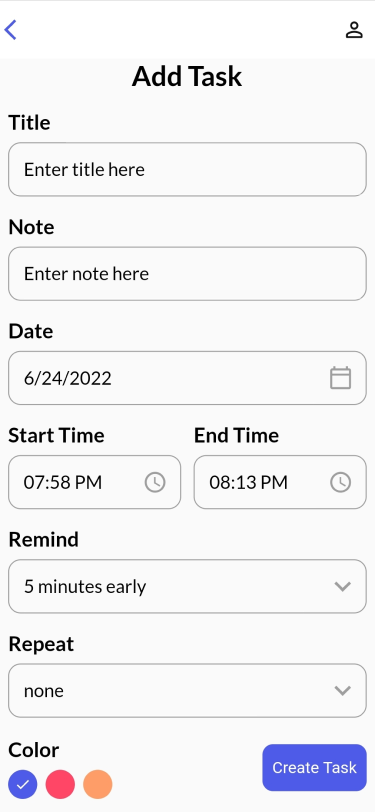 Add Task
Title
Enter title here
Note
Enter note here
Date
6/24/2022
Start Time End Time
07:58 PM 08:13 PM
Remind
5 minutes early
Repeat
none
Color
Create Task